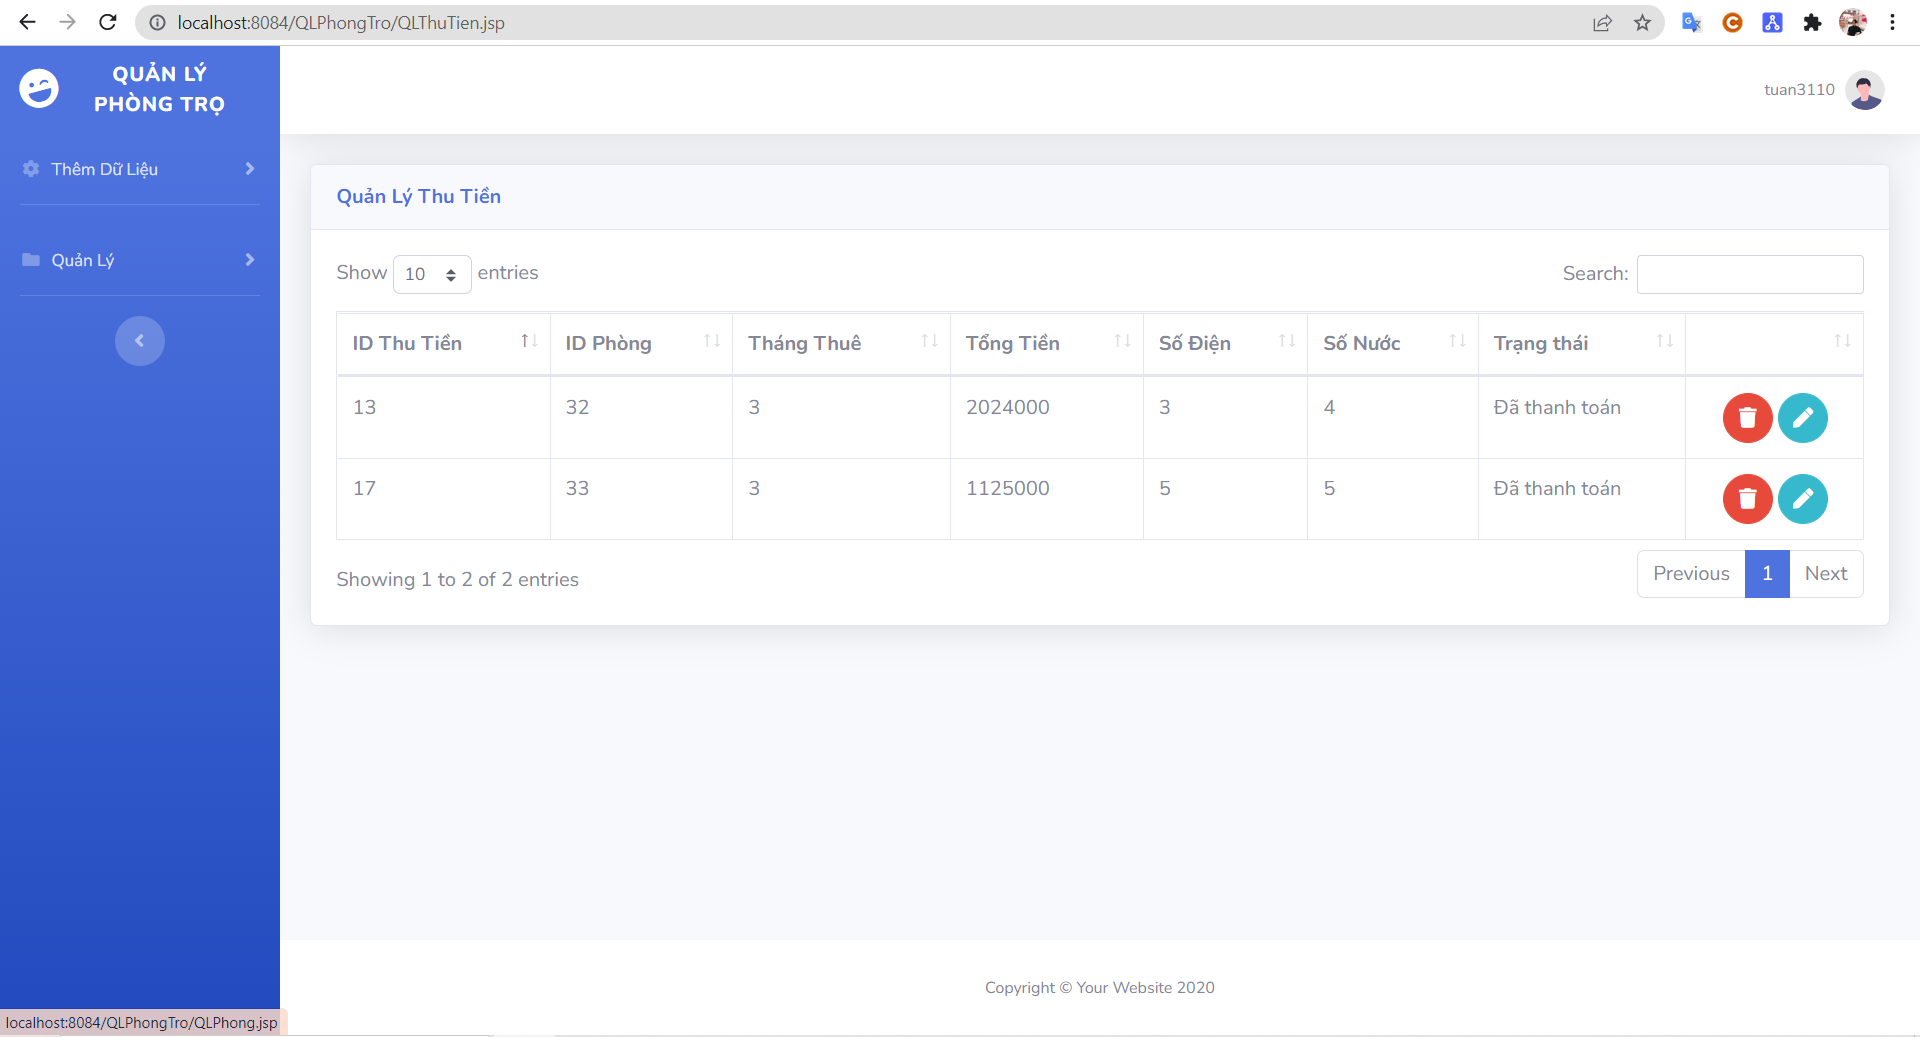 localhost:8084/QLPhongTro/QLThuTien.jsp
QUẢN LÝ
PHÒNG TRỌ
tuan3110
Thêm Dữ Liệu
Quản Lý
Quản Lý Thu Tiền
Show 10 entries
Search:
ID Thu Tiền ID Phòng Tháng Thuê Tổng Tiền Số Điện Số Nước Trạng thái
13 32 3 2024000 3 4 Đã thanh toán
17 33 3 1125000 5 5 Đã thanh toán
Showing 1 to 2 of 2 entries
Previous 1 Next
Copyright © Your Website 2020
localhost:8084/QLPhongTro/QLPhong.jsp